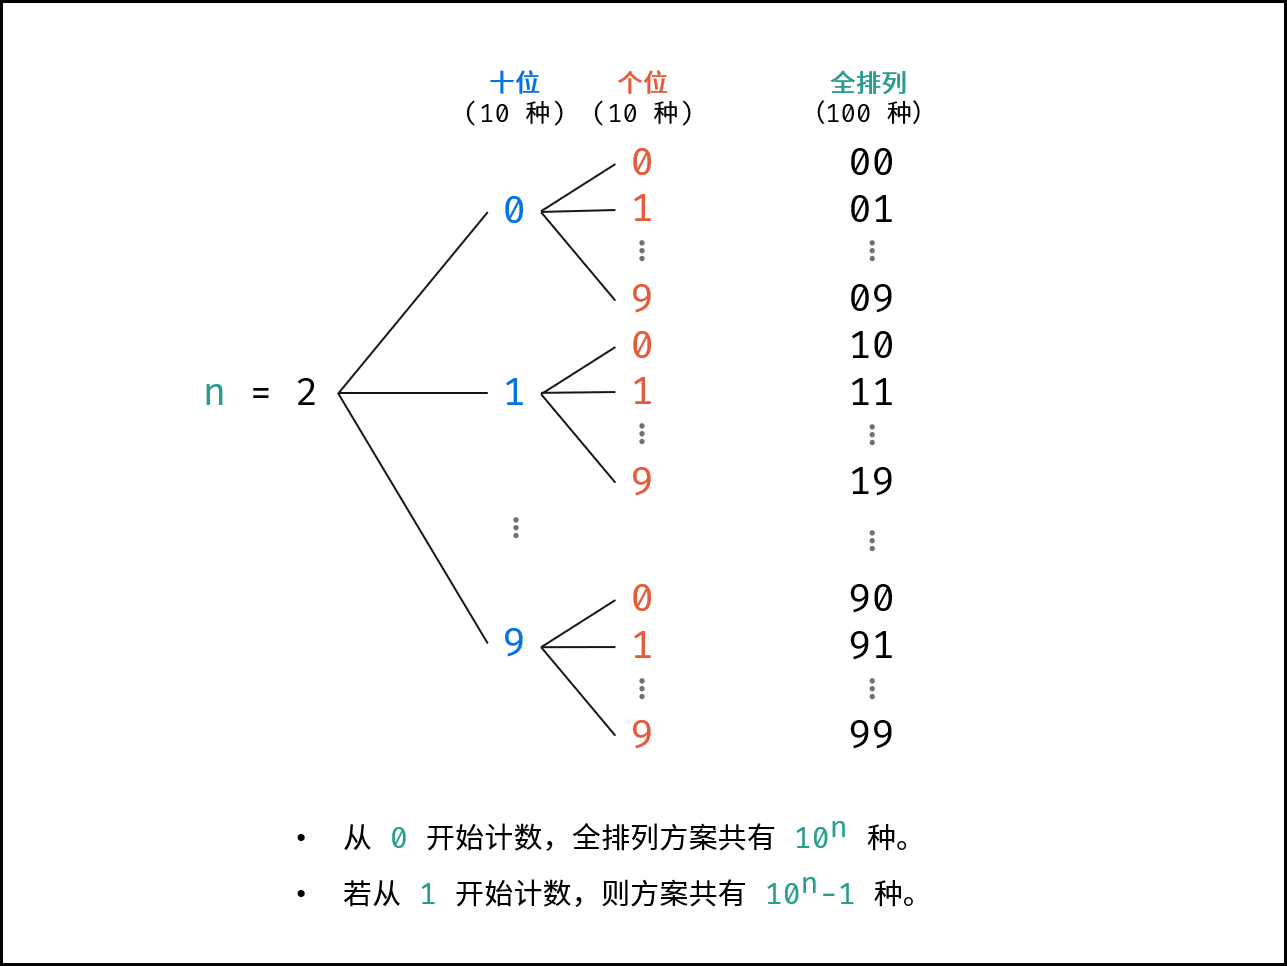 十位 个位 全排列
(10 种) (10 种) (100 种)
0 00
0 1 01
⋮ ⋮
9 09
0 10
n = 2 1 1 11
⋮ ⋮
9 19
⋮ ⋮
0 90
9 1 91
⋮ ⋮
9 99
• 从 0 开始计数，全排列方案共有 10ⁿ 种。
• 若从 1 开始计数，则方案共有 10ⁿ-1 种。